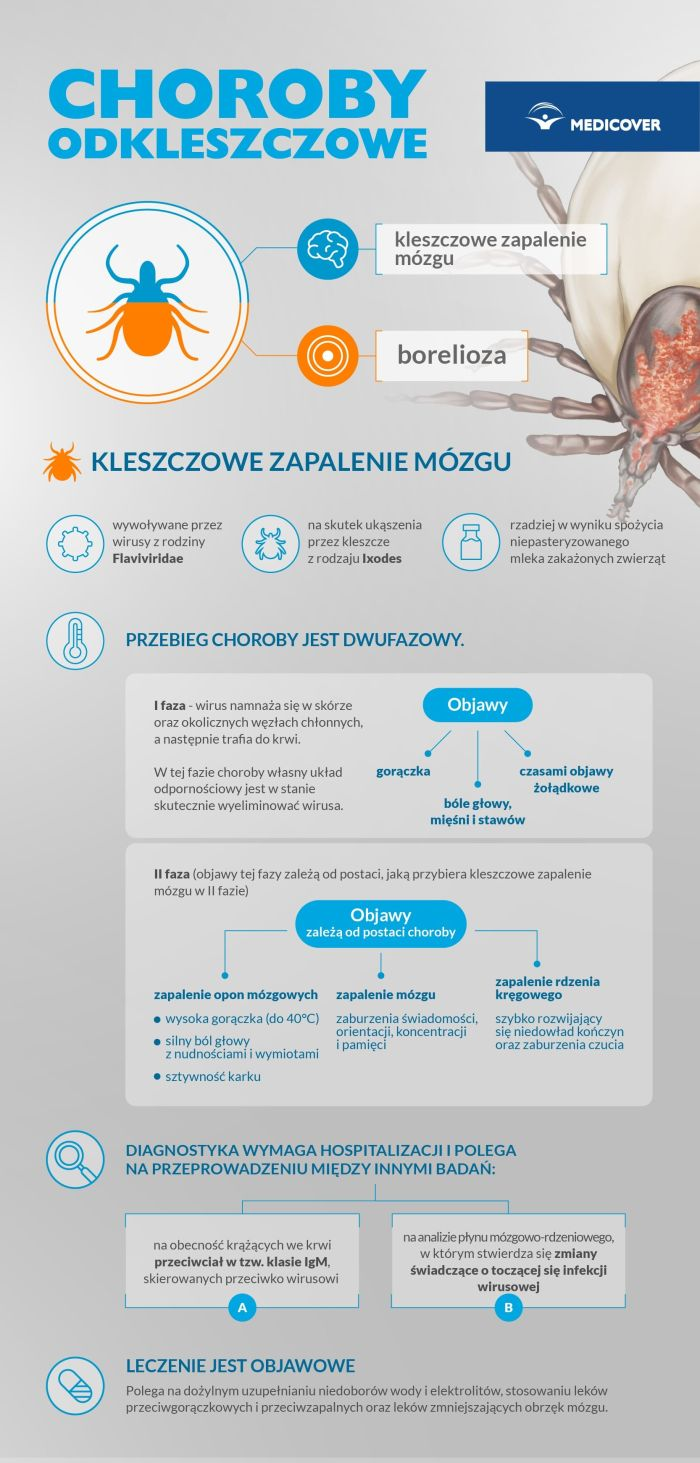 CHOROBY
ODKLESZCZOWE
MEDICOVER
kleszczowe zapalenie
mózgu
borelioza
KLESZCZOWE ZAPALENIE MÓZGU
wywoływane przez
wirusy z rodziny
Flaviviridae
na skutek ukąszenia
przez kleszcze
z rodzaju Ixodes
rzadziej w wyniku spożycia
niepasteryzowanego
mleka zakażonych zwierząt
PRZEBIEG CHOROBY JEST DWUFAZOWY.
I faza - wirus namnaża się w skórze
oraz okolicznych węzłach chłonnych,
a następnie trafia do krwi.
W tej fazie choroby własny układ
odpornościowy jest w stanie
skutecznie wyeliminować wirusa.
Objawy
gorączka
bóle głowy,
mięśni i stawów
czasami objawy
żołądkowe
II faza (objawy tej fazy zależą od postaci, jaką przybiera kleszczowe zapalenie
mózgu w II fazie)
Objawy
zależą od postaci choroby
zapalenie opon mózgowych
• wysoka gorączka (do 40°C)
• silny ból głowy
z nudnościami i wymiotami
• sztywność karku
zapalenie mózgu
zaburzenia świadomości,
orientacji, koncentracji
i pamięci
zapalenie rdzenia
kręgowego
szybko rozwijający
się niedowład kończyn
oraz zaburzenia czucia
DIAGNOSTYKA WYMAGA HOSPITALIZACJI I POLEGA
NA PRZEPROWADZENIU MIĘDZY INNYMI BADAŃ:
na obecność krążących we krwi
przeciwciał w tzw. klasie IgM,
skierowanych przeciwko wirusowi
A
na analizie płynu mózgowo-rdzeniowego,
w którym stwierdza się zmiany
świadczące o toczącej się infekcji
wirusowej
B
LECZENIE JEST OBJAWOWE
Polega na dożylnym uzupełnianiu niedoborów wody i elektrolitów, stosowaniu leków
przeciwgorączkowych i przeciwzapalnych oraz leków zmniejszających obrzęk mózgu.